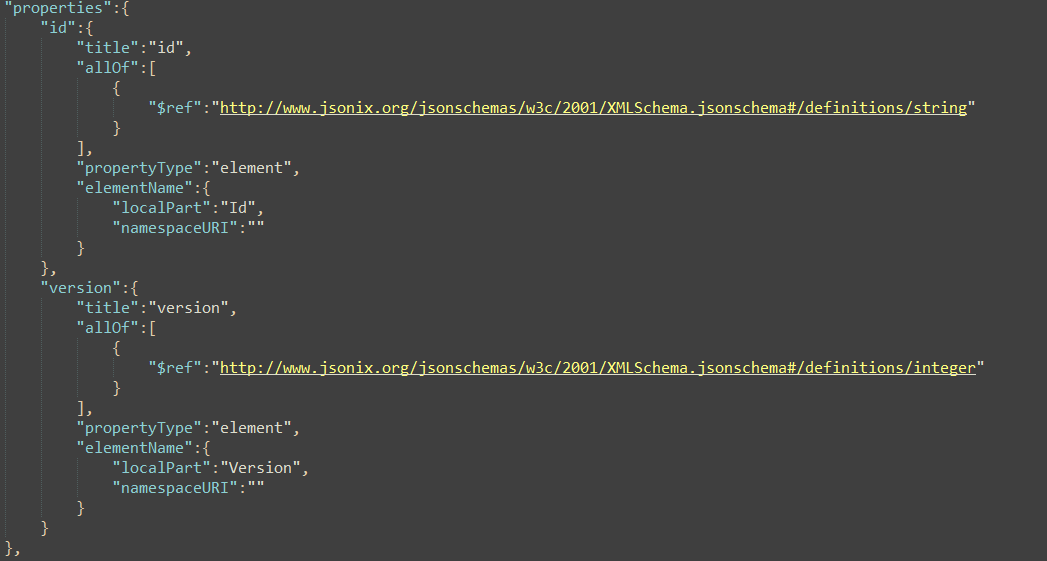 "properties":{
"id":{
"title":"id",
"allOf":[
{
"$ref":"http://www.jsonix.org/jsonschemas/w3c/2001/XMLSchema.jsonschema#/definitions/string"
}
],
"propertyType":"element",
"elementName":{
"localPart":"Id",
"namespaceURI":""
}
},
"version":{
"title":"version",
"allOf":[
{
"$ref":"http://www.jsonix.org/jsonschemas/w3c/2001/XMLSchema.jsonschema#/definitions/integer"
}
],
"propertyType":"element",
"elementName":{
"localPart":"Version",
"namespaceURI":""
}
}
},